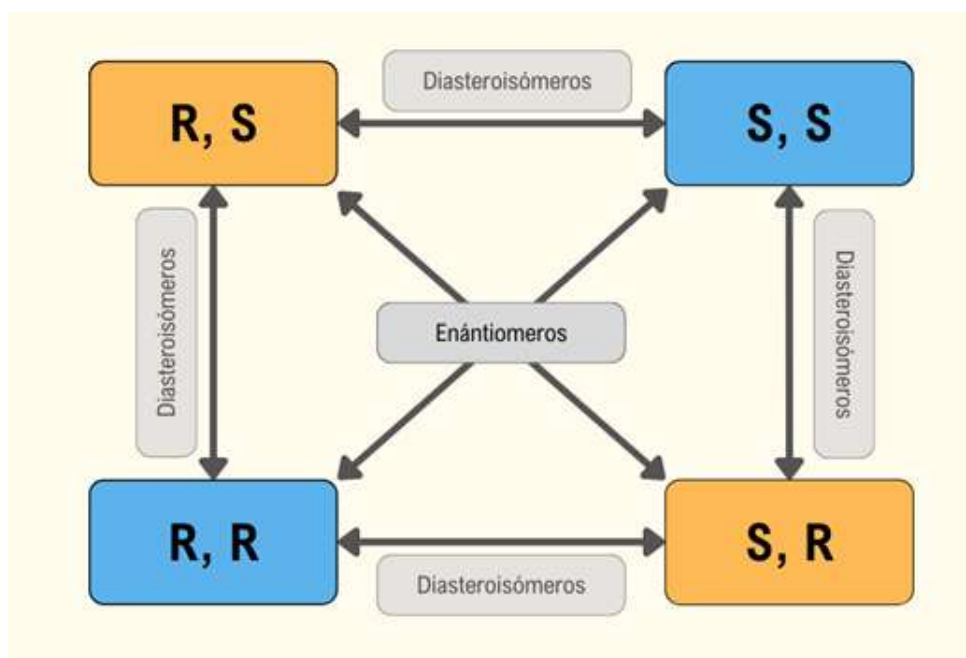 Diasteroisómeros
R, S
S, S
Diasteroisómeros
Enántiomeros
Diasteroisómeros
R, R
S, R
Diasteroisómeros